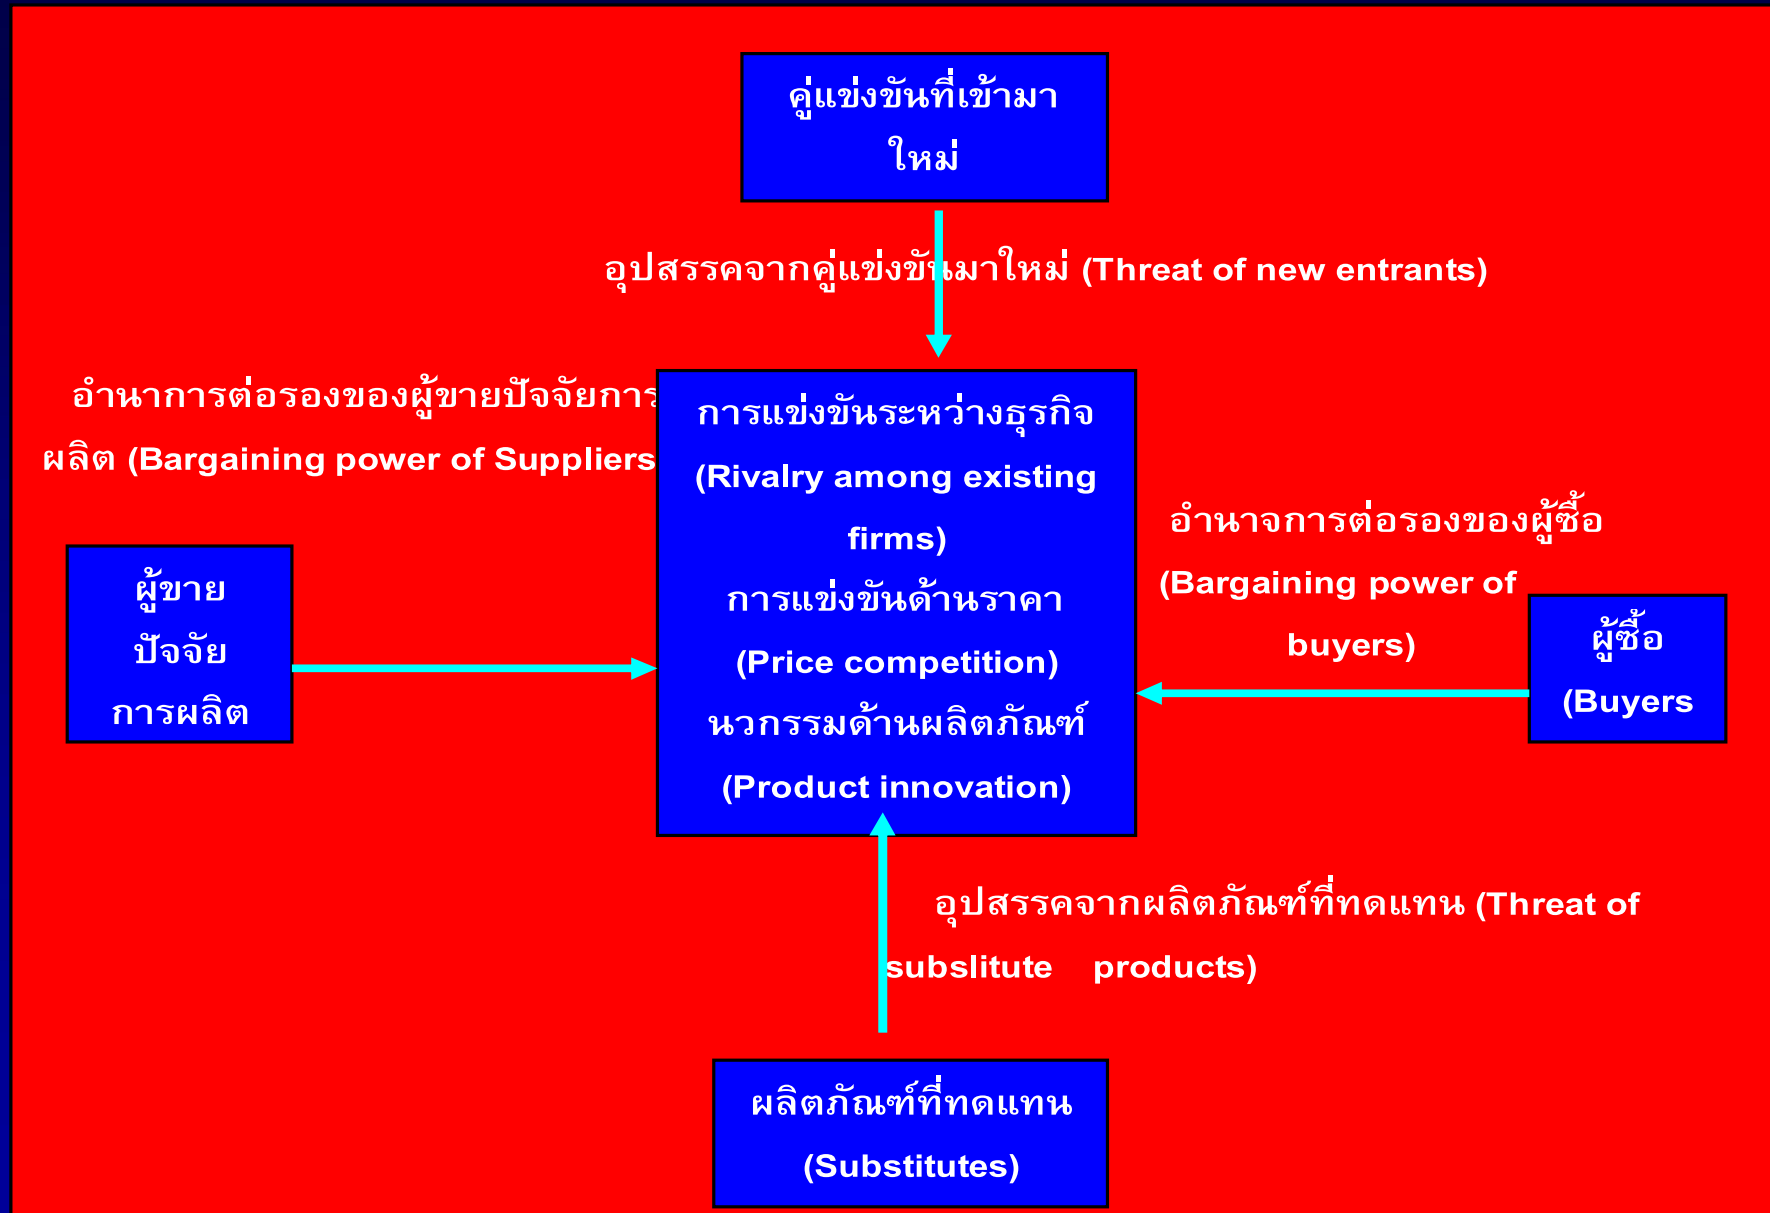 คู่แข่งขันที่เข้ามา
ใหม่
อุปสรรคจากคู่แข่งขันมาใหม่ (Threat of new entrants)
อำนาการต่อรองของผู้ขายปัจจัยการ
ผลิต (Bargaining power of Suppliers
การแข่งขันระหว่างธุรกิจ
(Rivalry among existing
firms)
การแข่งขันด้านราคา
(Price competition)
นวกรรมด้านผลิตภัณฑ์
(Product innovation)
ผู้ขาย
ปัจจัย
การผลิต
อำนาจการต่อรองของผู้ซื้อ
(Bargaining power of
buyers)
ผู้ซื้อ
(Buyers
อุปสรรคจากผลิตภัณฑ์ที่ทดแทน (Threat of
subslitute products)
ผลิตภัณฑ์ที่ทดแทน
(Substitutes)